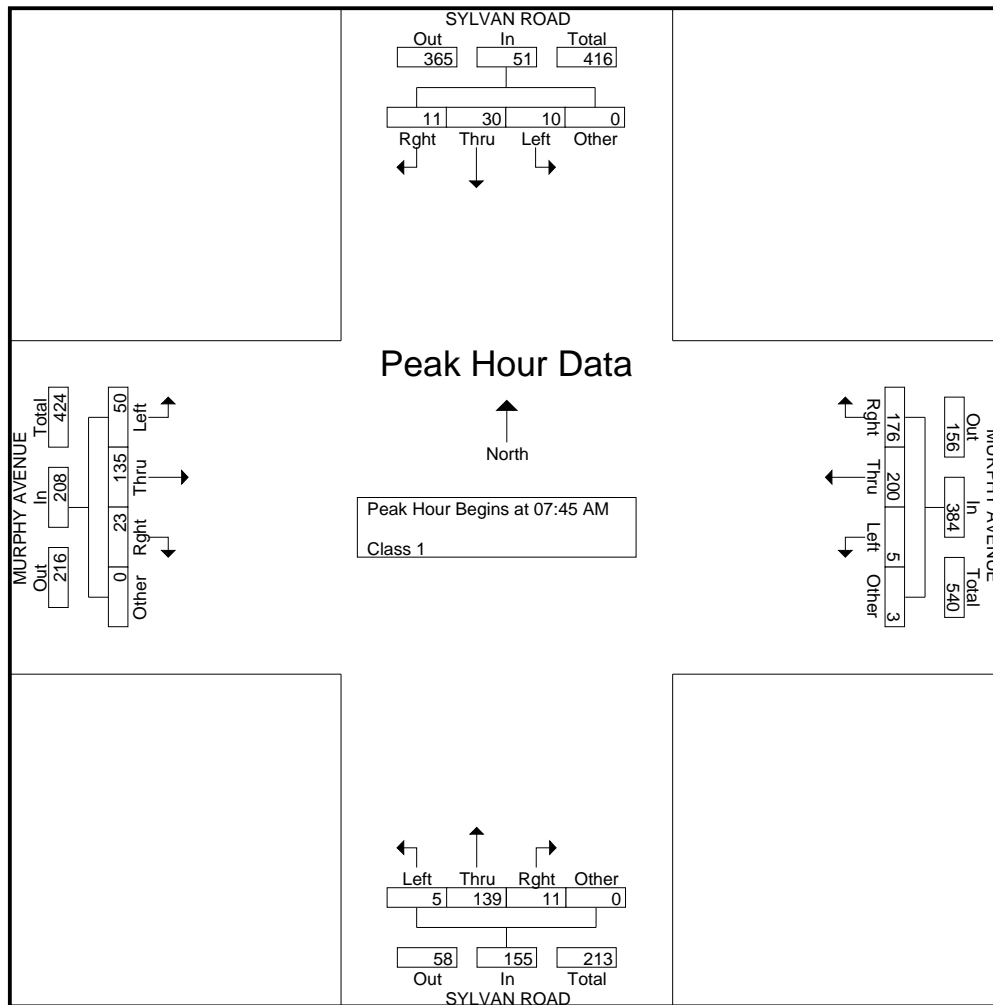 SYLVAN ROAD
Out In Total
365 51 416
11 30 10 0
Rght Thru Left Other
Peak Hour Data
North
Peak Hour Begins at 07:45 AM
Class 1
MURPHY AVENUE
Out In Total
216 208 424
Left Thru Rght Other
50 135 23 0
Rght Thru Left Other
176 200 5 3
Out In Total
156 384 540
MURPHY AVENUE
Left Thru Rght Other
5 139 11 0
58 155 213
Out In Total
SYLVAN ROAD